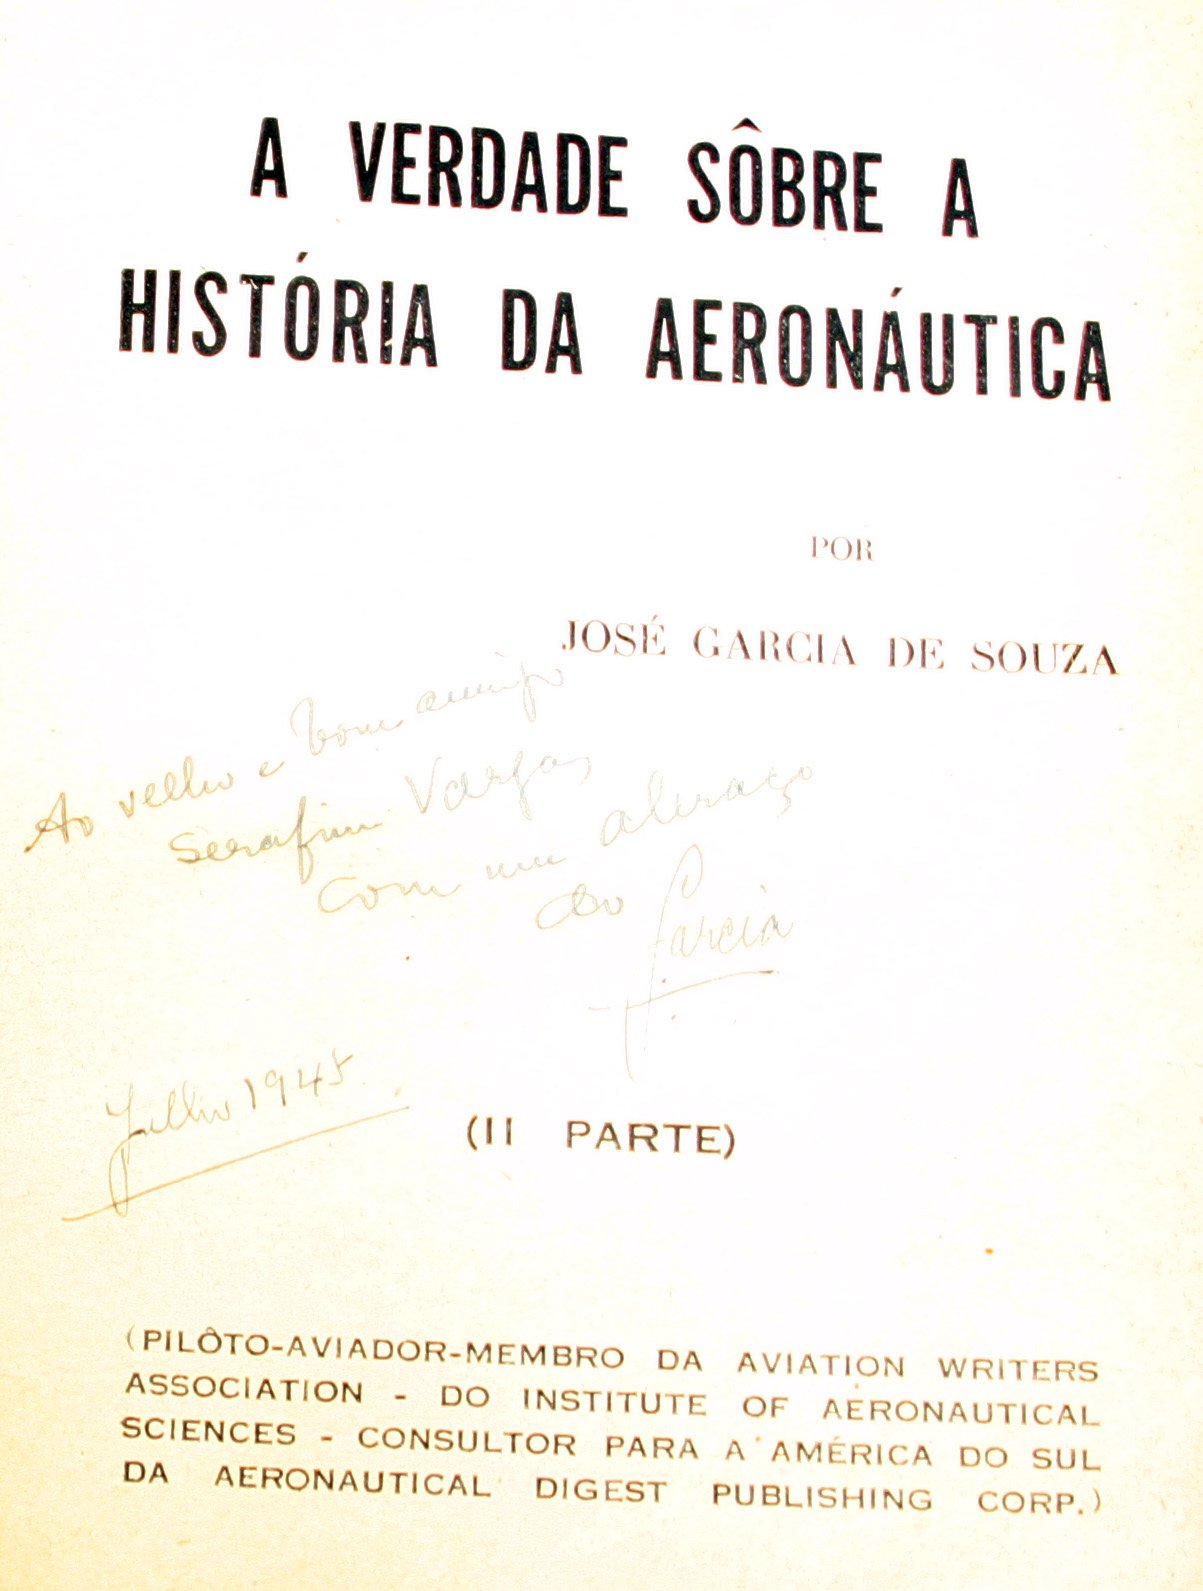 A VERDADE SÔBRE A
HISTÓRIA DA AERONÁUTICA
POR
JOSÉ GARCIA DE SOUZA
Ao velho e bom amigo
Serafim Vargas
com um abraço
do Garcia
Julho 1945
(II PARTE)
(PILÔTO-AVIADOR-MEMBRO DA AVIATION WRITERS
ASSOCIATION - DO INSTITUTE OF AERONAUTICAL
SCIENCES - CONSULTOR PARA A AMÉRICA DO SUL
DA AERONAUTICAL DIGEST PUBLISHING CORP.)